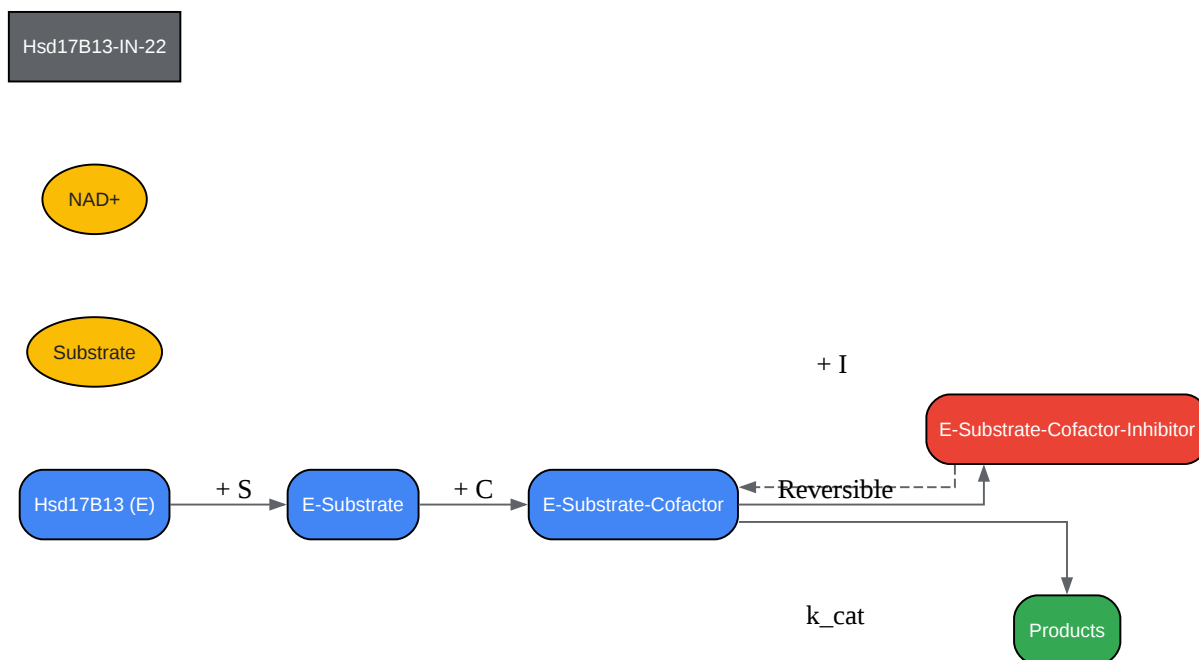 Hsd17B13-IN-22
NAD+
Substrate
+ I
E-Substrate-Cofactor-Inhibitor
Hsd17B13 (E)
+ S
E-Substrate
+ C
E-Substrate-Cofactor
Reversible
k_cat
Products